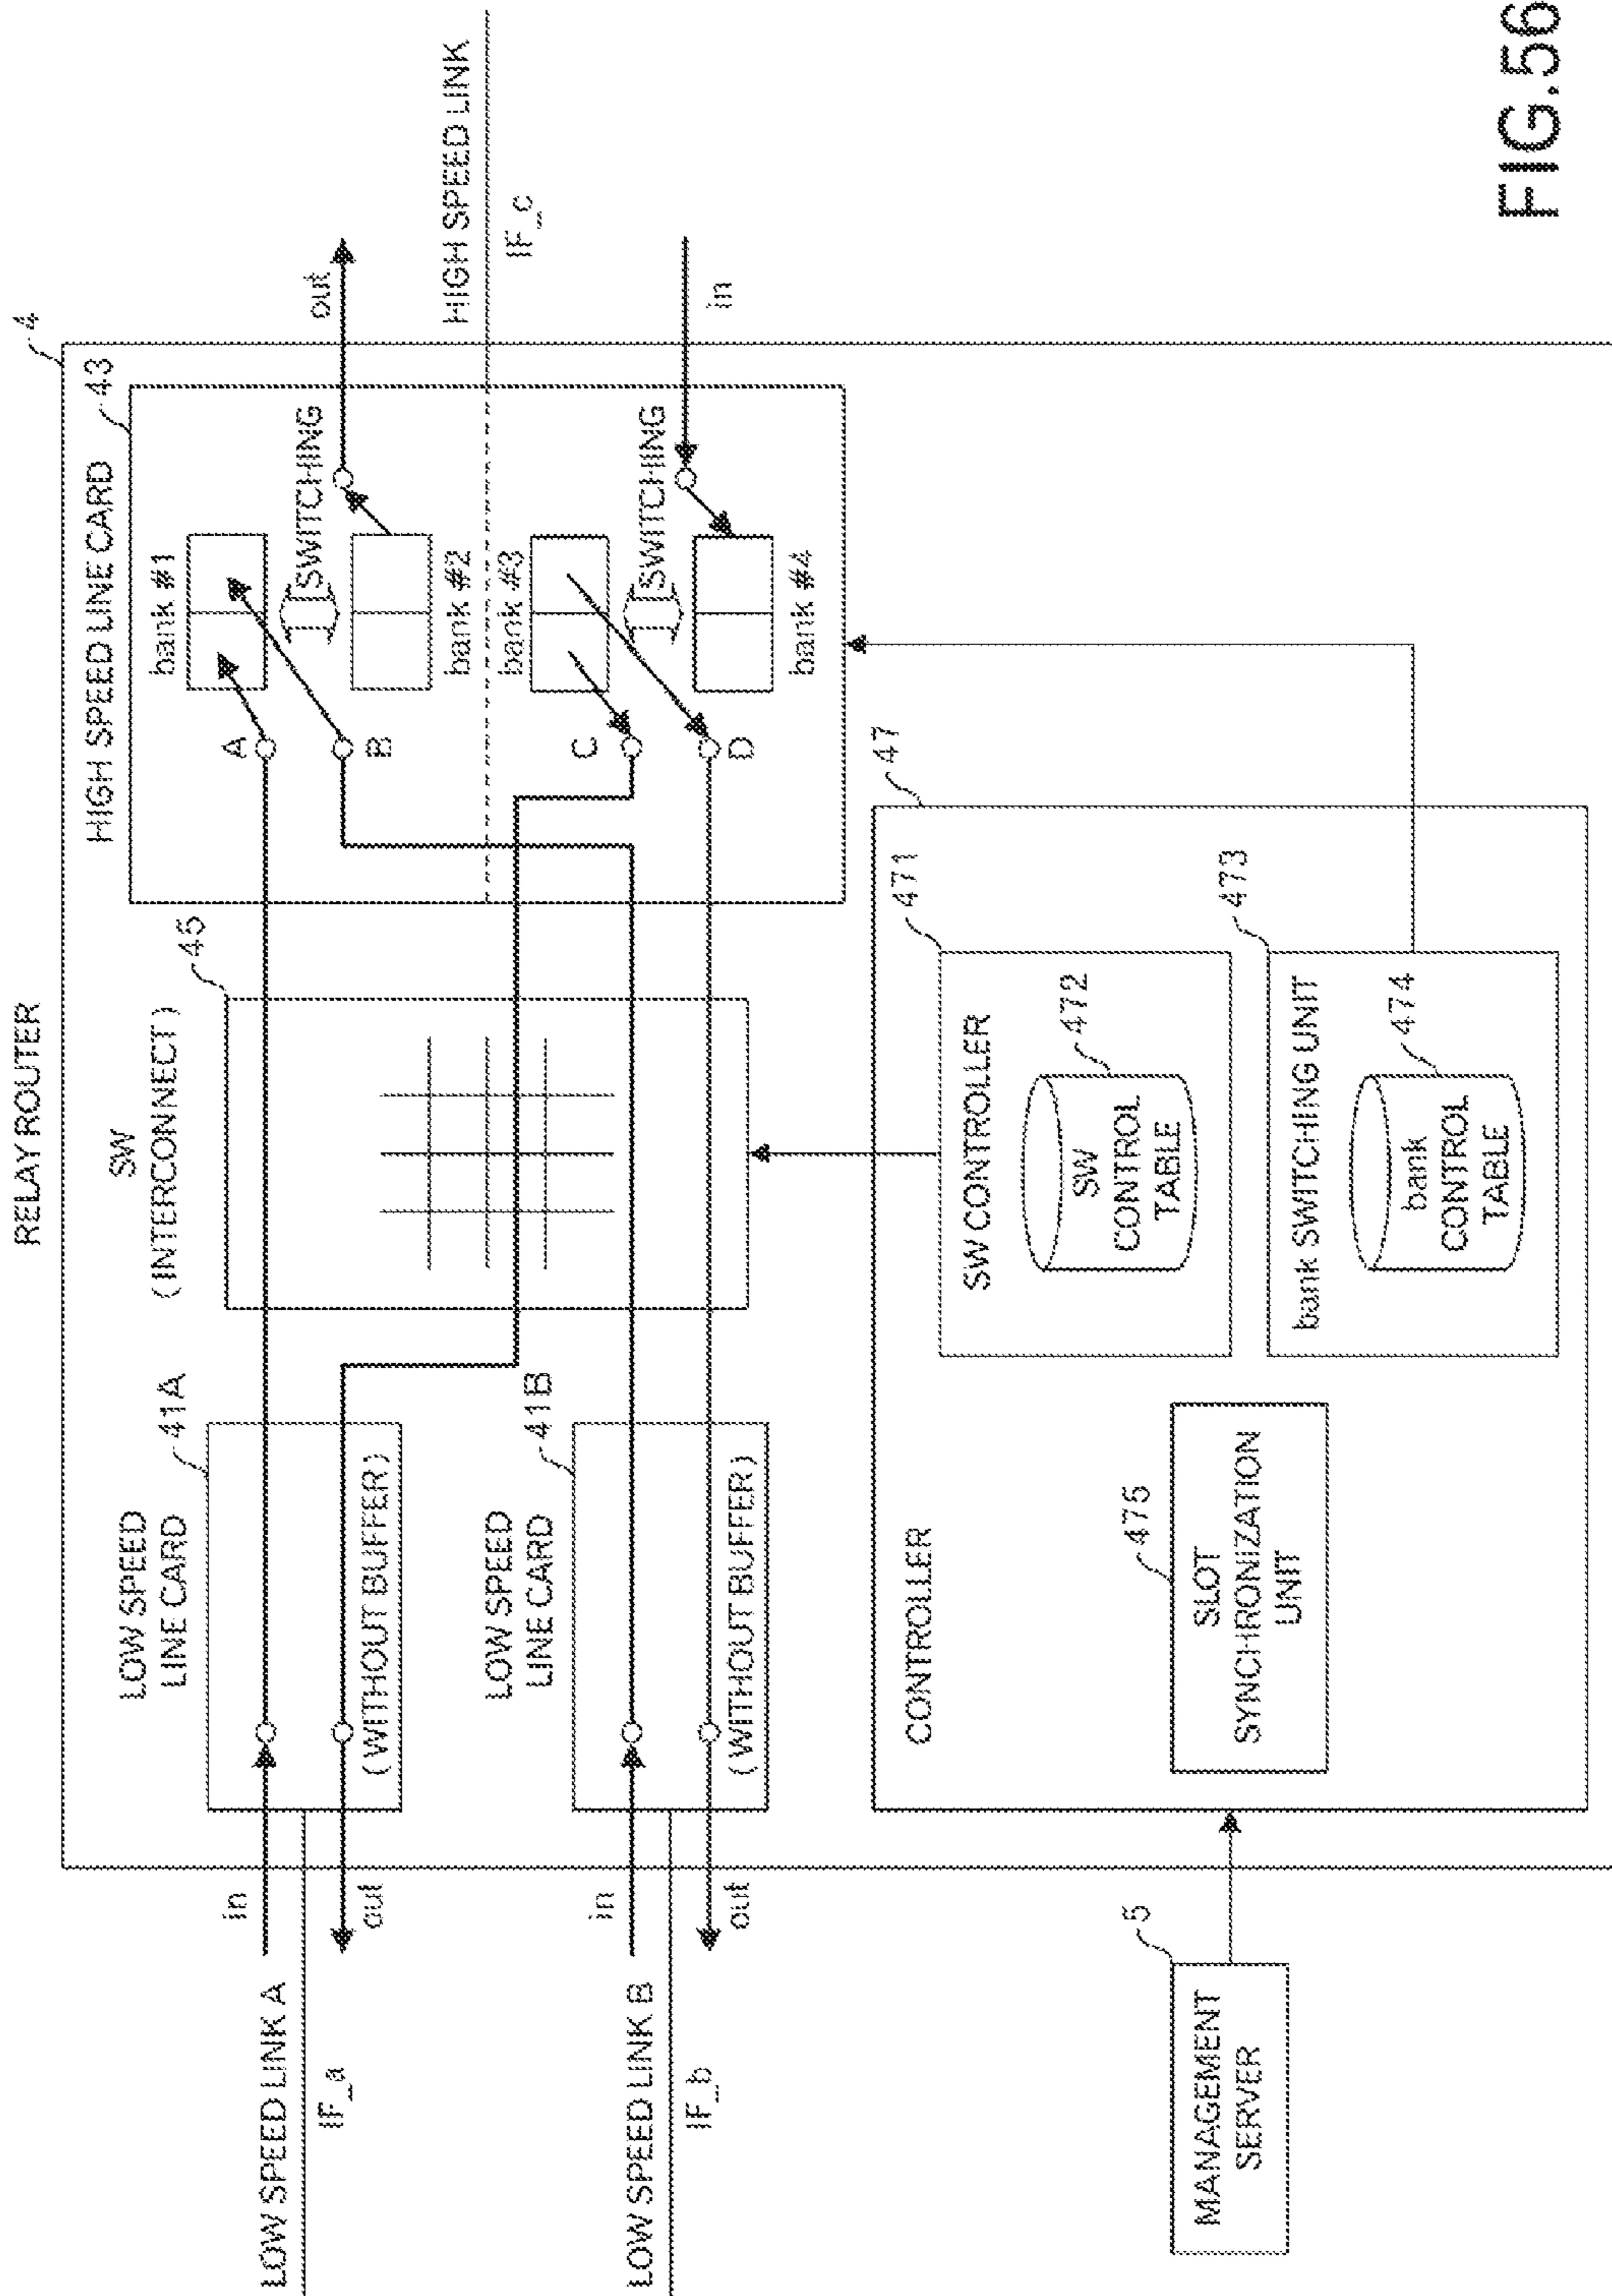 RELAY ROUTER
4
HIGH SPEED LINE CARD
43
SW
( INTERCONNECT )
45
LOW SPEED
LINE CARD
41A
( WITHOUT BUFFER )
LOW SPEED LINK A
IF_a
in
out
bank #1
SWITCHING
bank #2
A
B
out
HIGH SPEED LINK
IF_c
LOW SPEED
LINE CARD
41B
( WITHOUT BUFFER )
LOW SPEED LINK B
IF_b
in
out
bank #3
SWITCHING
bank #4
C
D
in
CONTROLLER
47
SW CONTROLLER
471
SW
CONTROL
TABLE
472
bank SWITCHING UNIT
473
bank
CONTROL
TABLE
474
SLOT
SYNCHRONIZATION
UNIT
475
MANAGEMENT
SERVER
5
FIG.56